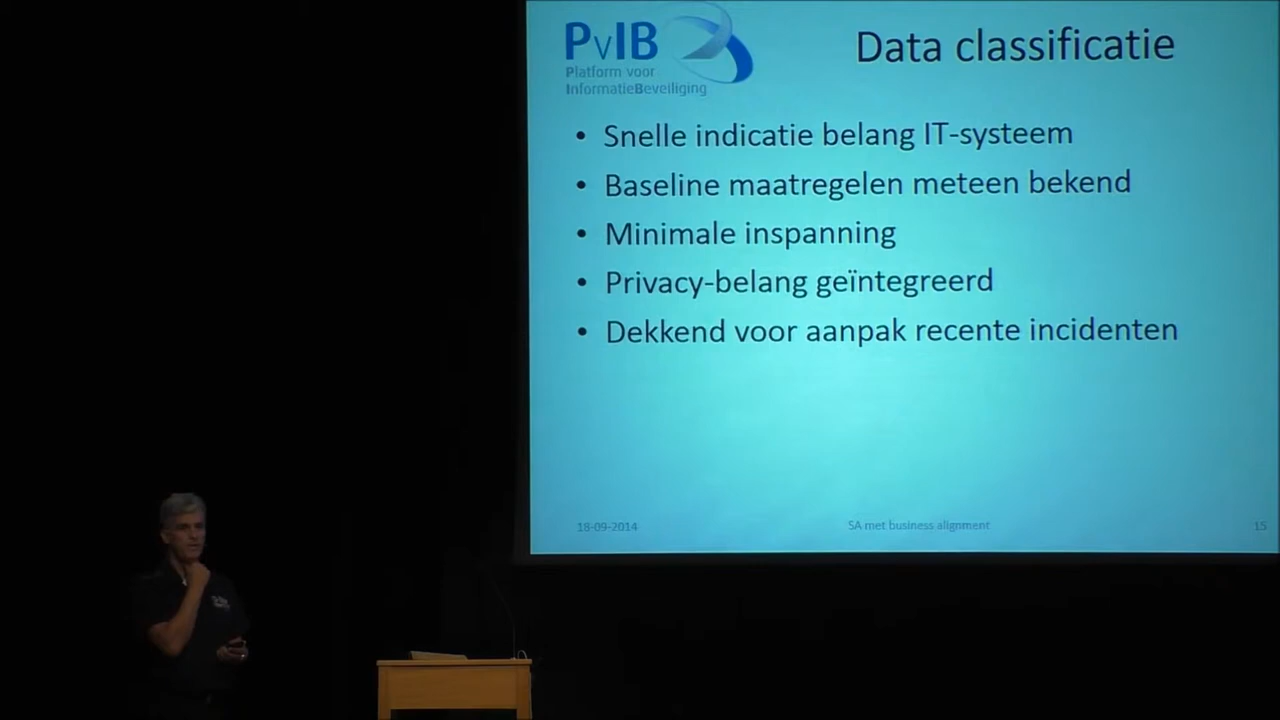 PvIB
Platform voor
InformatieBeveiliging
Data classificatie
• Snelle indicatie belang IT-systeem
• Baseline maatregelen meteen bekend
• Minimale inspanning
• Privacy-belang geïntegreerd
• Dekkend voor aanpak recente incidenten
18-09-2014
SA met business alignment
15